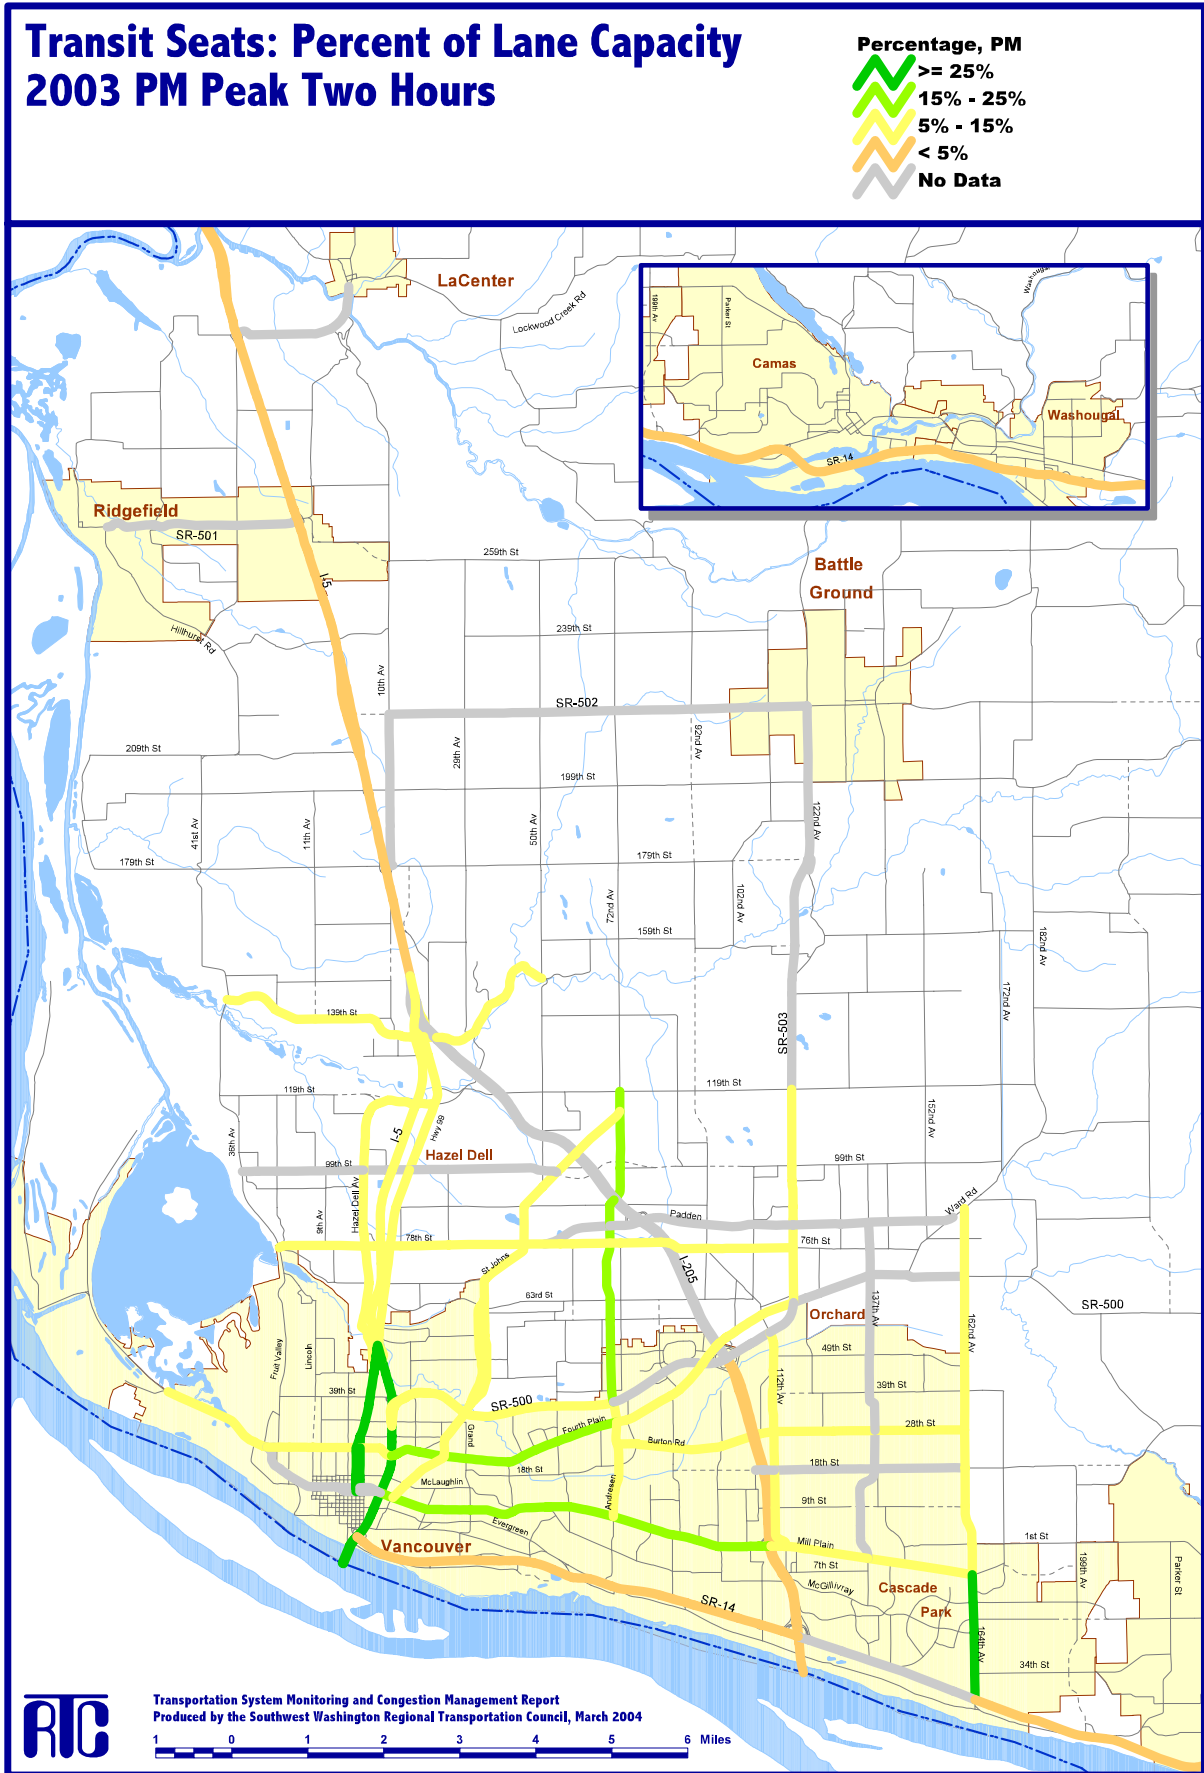 Transit Seats: Percent of Lane Capacity
2003 PM Peak Two Hours
Percentage, PM
>= 25%
15% - 25%
5% - 15%
< 5%
No Data
LaCenter
Lockwood Creek Rd
199th Av
Parker St
Camas
Washougal
Washougal
SR-14
Ridgefield
SR-501
I-5
Hillhurst Rd
259th St
Battle
Ground
239th St
10th Av
SR-502
29th Av
92nd Av
209th St
199th St
41st Av
11th Av
50th Av
122nd Av
179th St
179th St
72nd Av
102nd Av
159th St
182nd Av
172nd Av
139th St
SR-503
119th St
119th St
152nd Av
36th Av
I-5
Hwy 99
Hazel Dell
99th St
99th St
Hazel Dell Av
9th Av
Ward Rd
Padden
78th St
76th St
St Johns
I-205
63rd St
Orchard
137th Av
SR-500
162nd Av
Fruit Valley
Lincoln
49th St
112th Av
39th St
39th St
SR-500
Fourth Plain
28th St
Grand
Burton Rd
18th St
18th St
McLaughlin
Andresen
9th St
Evergreen
Vancouver
Mill Plain
1st St
7th St
McGillivray
Cascade
Park
199th Av
Parker St
SR-14
164th Av
34th St
RTC
Transportation System Monitoring and Congestion Management Report
Produced by the Southwest Washington Regional Transportation Council, March 2004
1 0 1 2 3 4 5 6 Miles